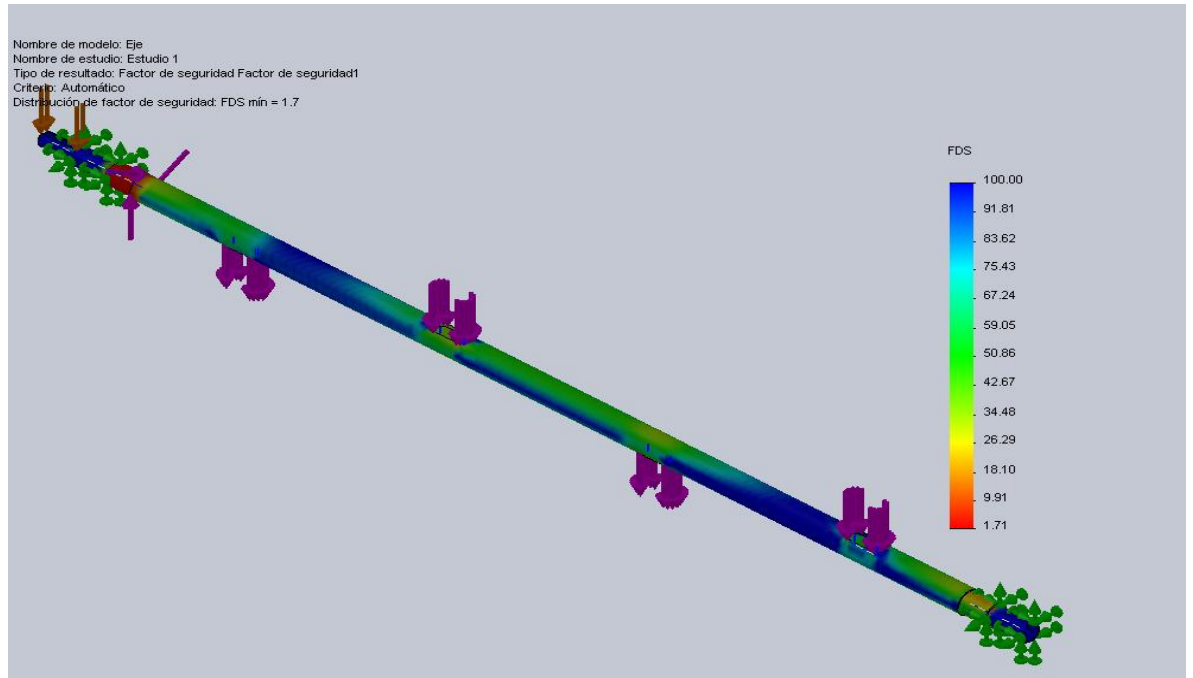 Nombre de modelo: Eje
Nombre de estudio: Estudio 1
Tipo de resultado: Factor de seguridad Factor de seguridad1
Criterio: Automático
Distribución de factor de seguridad: FDS mín = 1.7
FDS
100.00
91.81
83.62
75.43
67.24
59.05
50.86
42.67
34.48
26.29
18.10
9.91
1.71